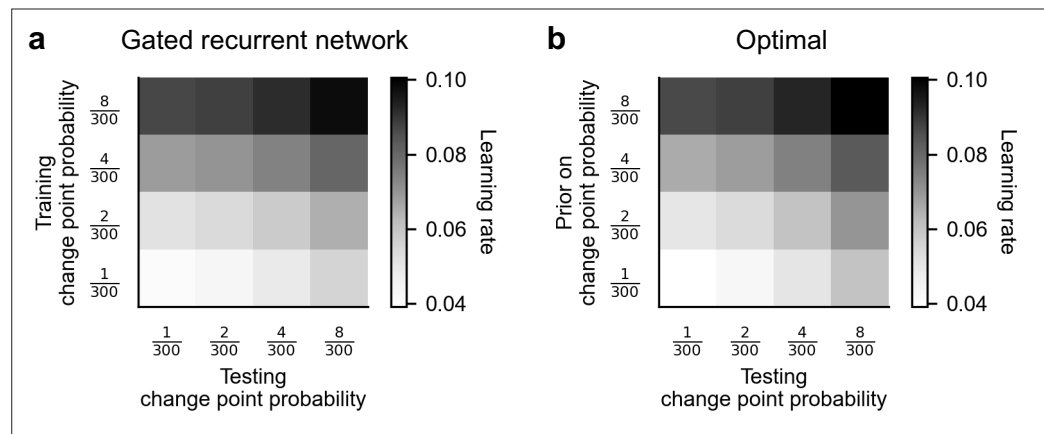 a
Gated recurrent network
Training
change point probability
8/300
4/300
2/300
1/300
1/300 2/300 4/300 8/300
Testing
change point probability
0.10
0.08
0.06
0.04
Learning rate
b
Optimal
Prior on
change point probability
8/300
4/300
2/300
1/300
1/300 2/300 4/300 8/300
Testing
change point probability
0.10
0.08
0.06
0.04
Learning rate